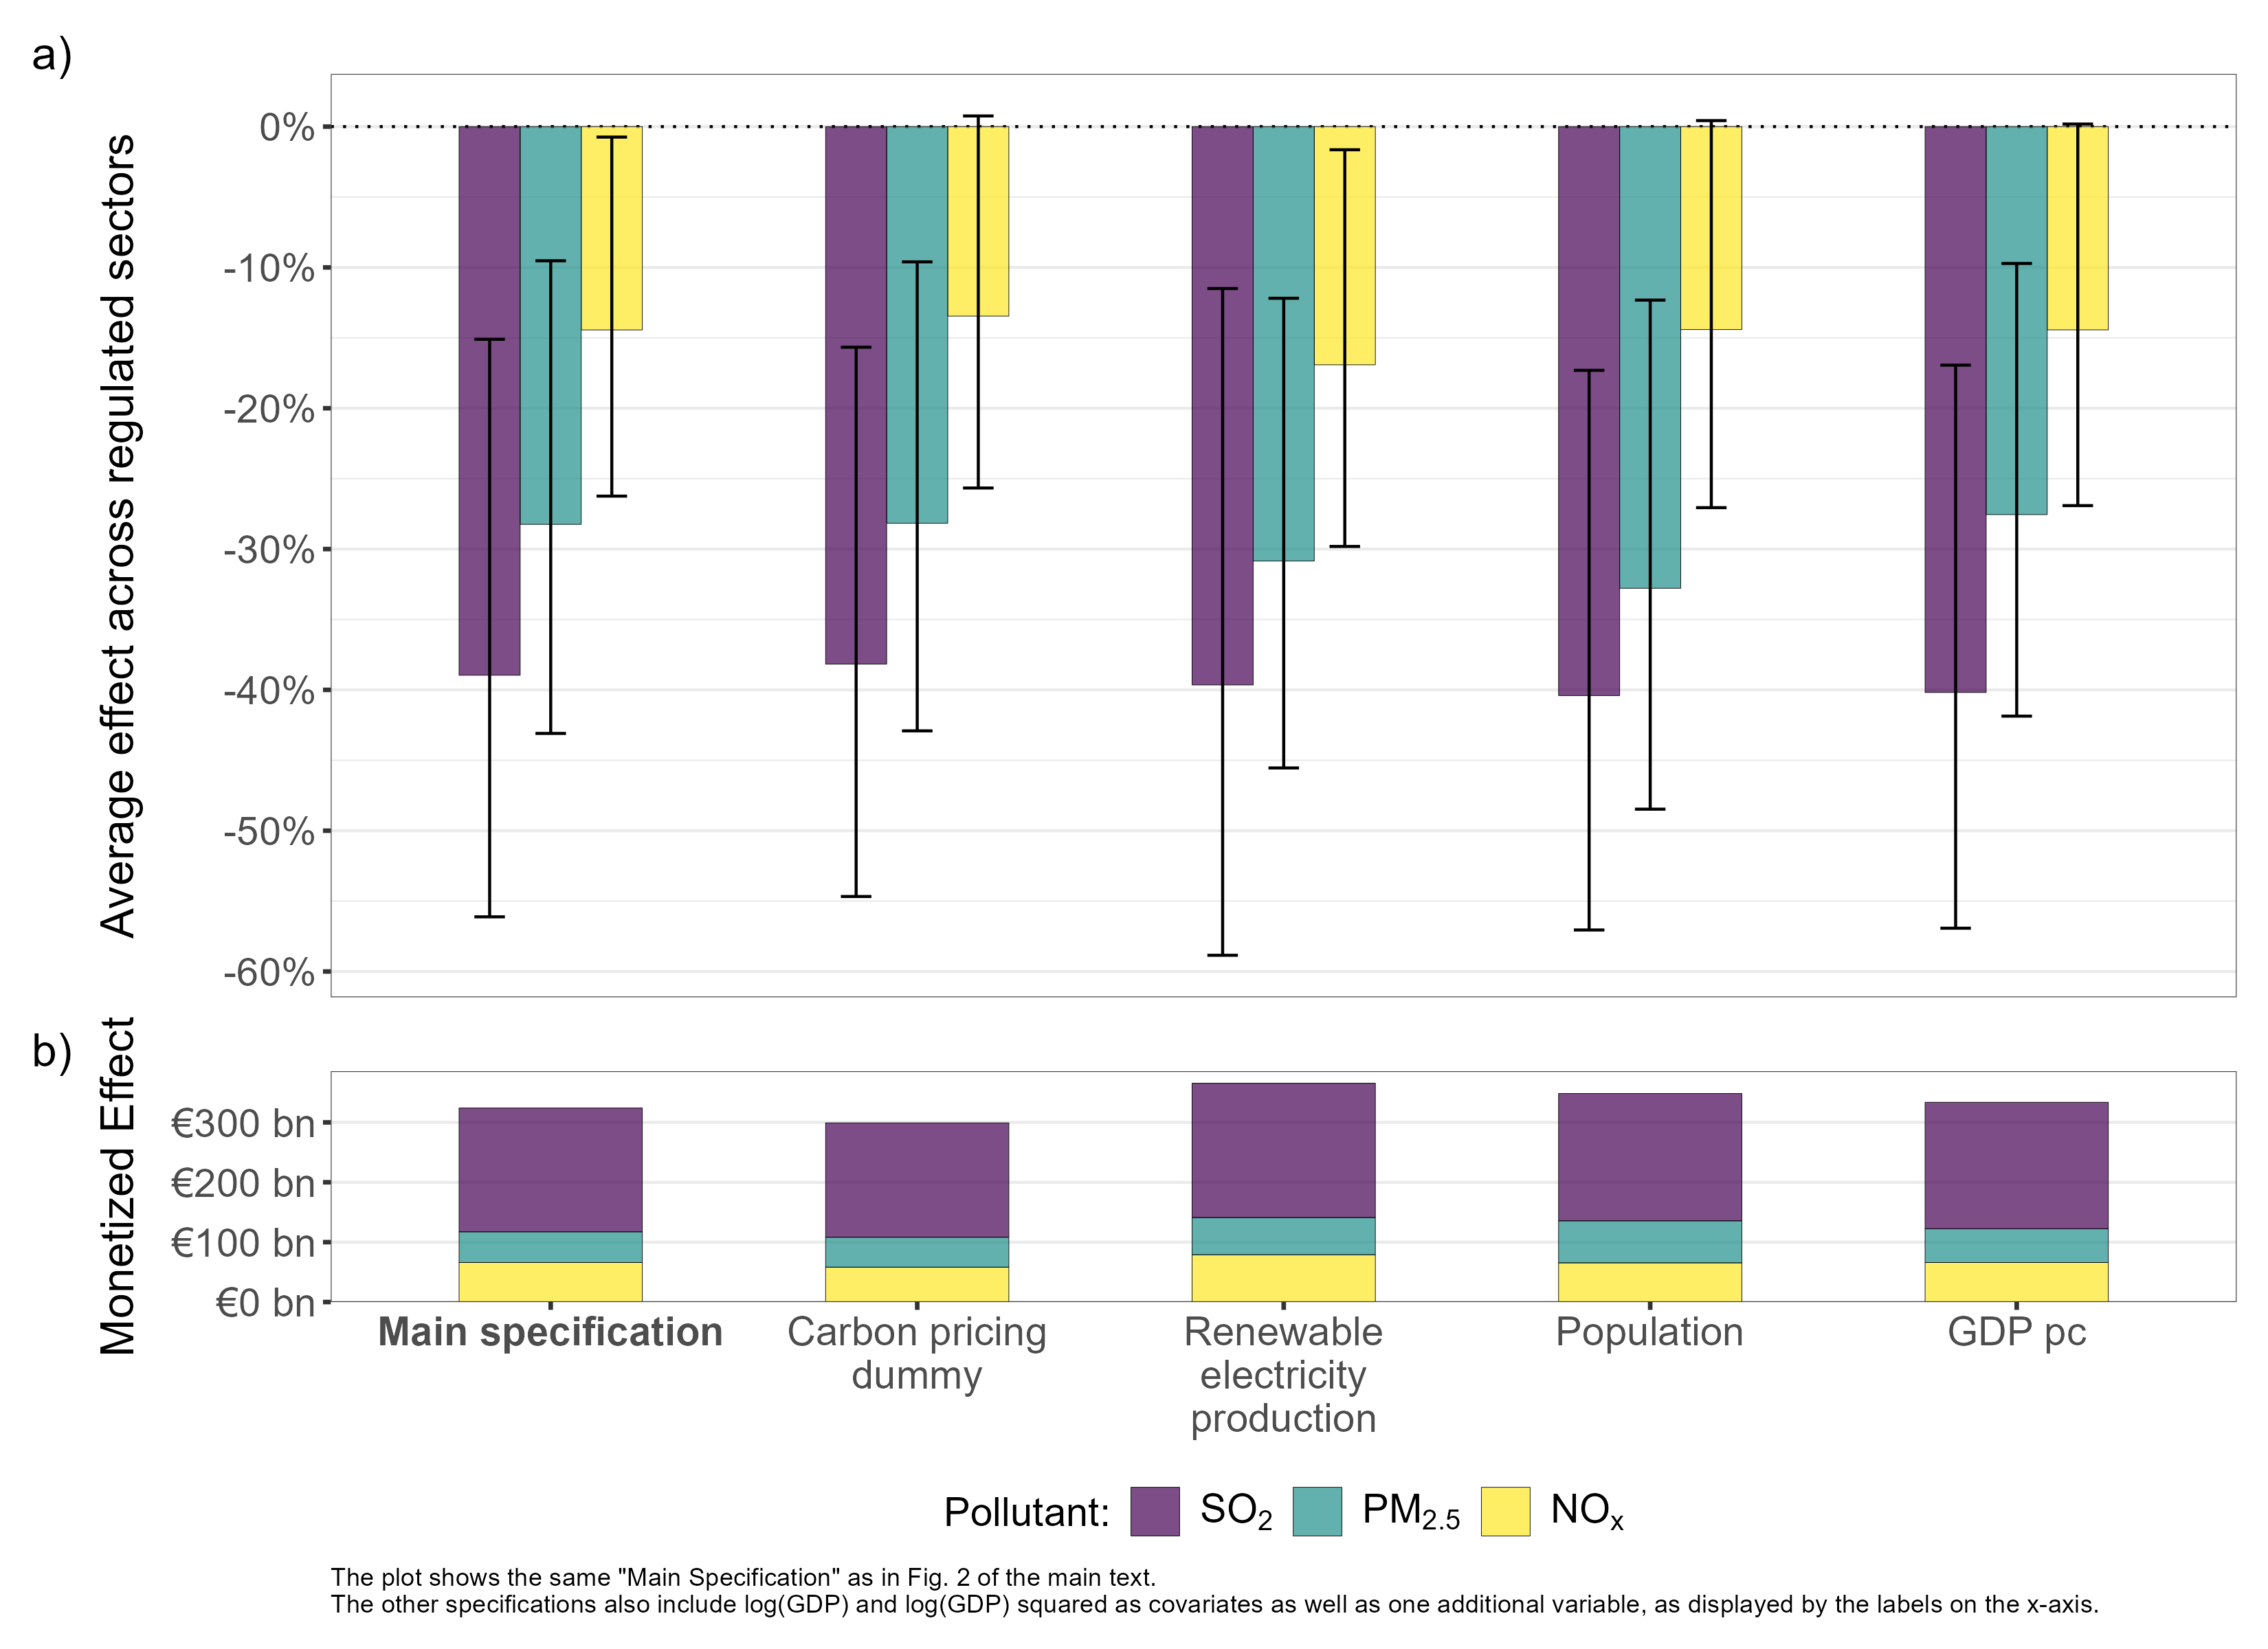 a)
Average effect across regulated sectors
0%
-10%
-20%
-30%
-40%
-50%
-60%
b)
Monetized Effect
€300 bn
€200 bn
€100 bn
€0 bn
Main specification
Carbon pricing
dummy
Renewable
electricity
production
Population
GDP pc
Pollutant: SO2 PM2.5 NOx
The plot shows the same "Main Specification" as in Fig. 2 of the main text.
The other specifications also include log(GDP) and log(GDP) squared as covariates as well as one additional variable, as displayed by the labels on the x-axis.